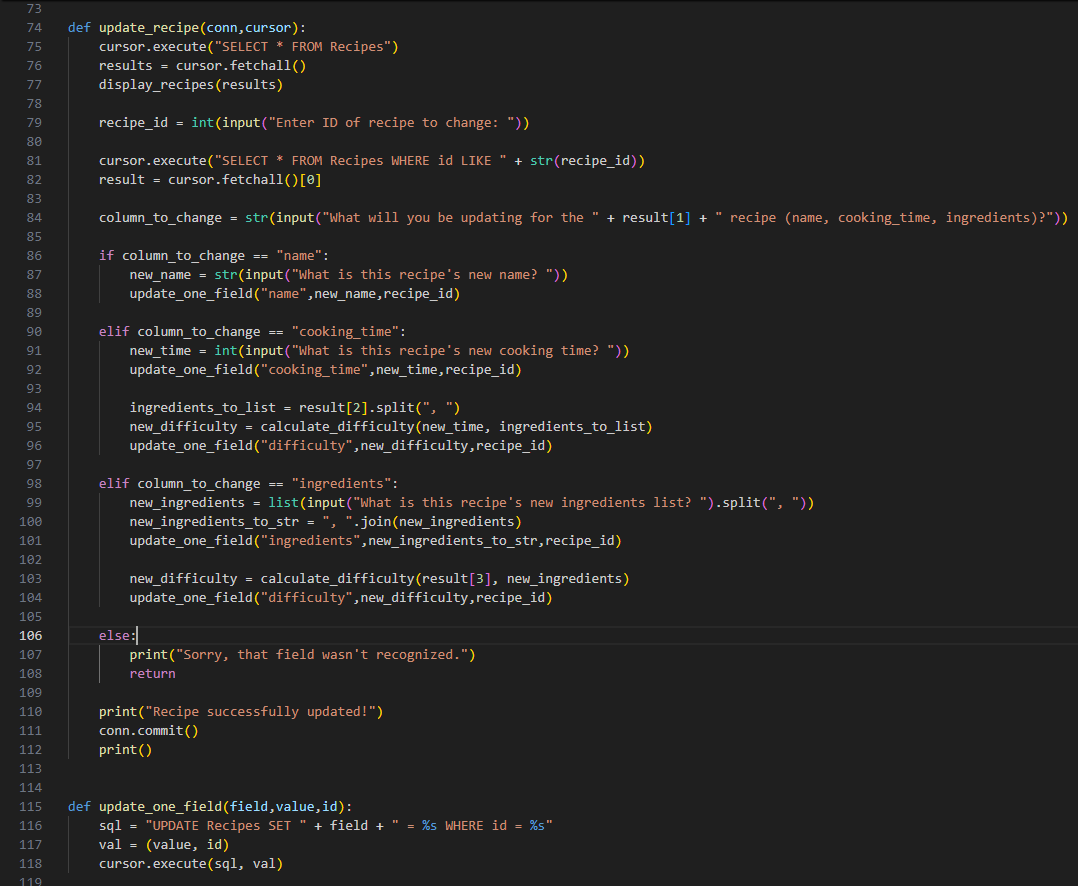 73
74 def update_recipe(conn,cursor):
75     cursor.execute("SELECT * FROM Recipes")
76     results = cursor.fetchall()
77     display_recipes(results)
78
79     recipe_id = int(input("Enter ID of recipe to change: "))
80
81     cursor.execute("SELECT * FROM Recipes WHERE id LIKE " + str(recipe_id))
82     result = cursor.fetchall()[0]
83
84     column_to_change = str(input("What will you be updating for the " + result[1] + " recipe (name, cooking_time, ingredients)?"))
85
86     if column_to_change == "name":
87         new_name = str(input("What is this recipe's new name? "))
88         update_one_field("name",new_name,recipe_id)
89
90     elif column_to_change == "cooking_time":
91         new_time = int(input("What is this recipe's new cooking time? "))
92         update_one_field("cooking_time",new_time,recipe_id)
93
94         ingredients_to_list = result[2].split(", ")
95         new_difficulty = calculate_difficulty(new_time, ingredients_to_list)
96         update_one_field("difficulty",new_difficulty,recipe_id)
97
98     elif column_to_change == "ingredients":
99         new_ingredients = list(input("What is this recipe's new ingredients list? ").split(", "))
100         new_ingredients_to_str = ", ".join(new_ingredients)
101         update_one_field("ingredients",new_ingredients_to_str,recipe_id)
102
103         new_difficulty = calculate_difficulty(result[3], new_ingredients)
104         update_one_field("difficulty",new_difficulty,recipe_id)
105
106     else:
107         print("Sorry, that field wasn't recognized.")
108         return
109
110     print("Recipe successfully updated!")
111     conn.commit()
112     print()
113
114
115 def update_one_field(field,value,id):
116     sql = "UPDATE Recipes SET " + field + " = %s WHERE id = %s"
117     val = (value, id)
118     cursor.execute(sql, val)
119